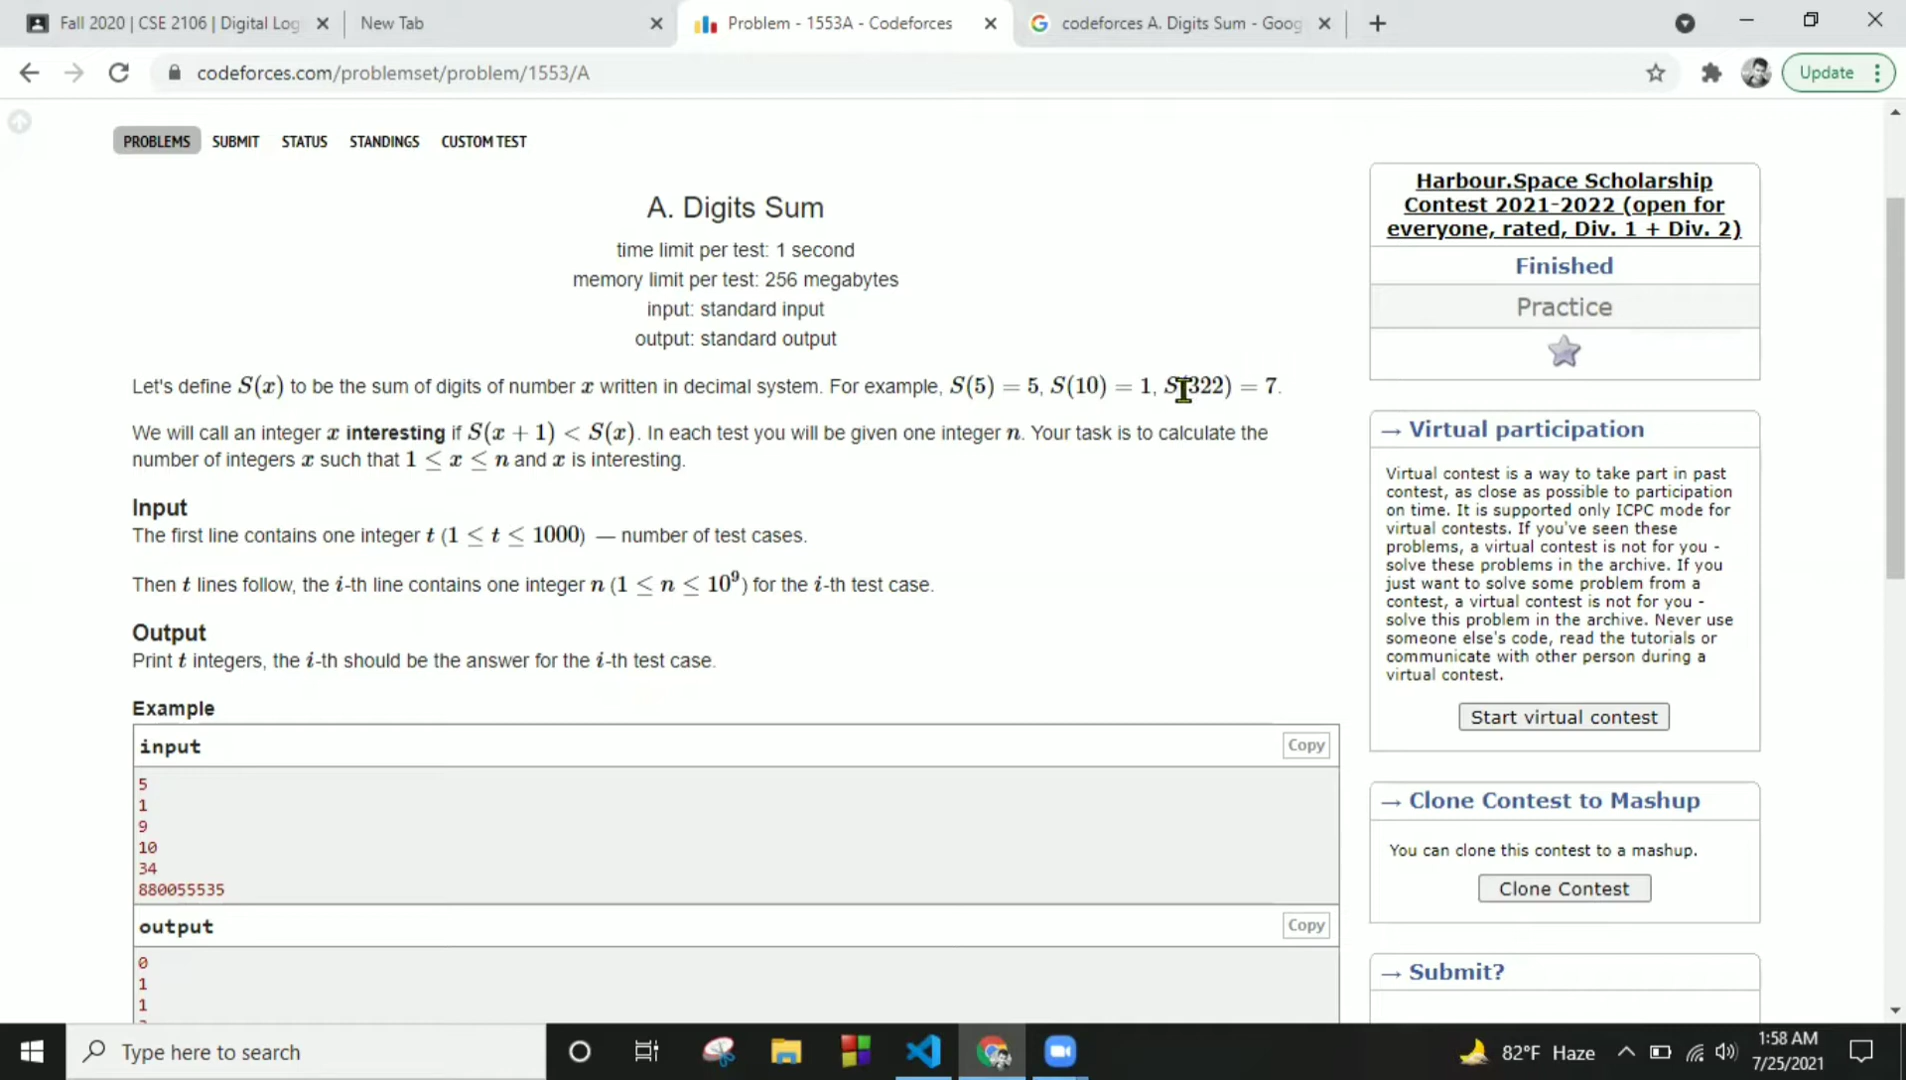 Fall 2020 | CSE 2106 | Digital Log
New Tab
Problem - 1553A - Codeforces
codeforces A. Digits Sum - Goog
codeforces.com/problemset/problem/1553/A
Update
PROBLEMS SUBMIT STATUS STANDINGS CUSTOM TEST
A. Digits Sum
time limit per test: 1 second
memory limit per test: 256 megabytes
input: standard input
output: standard output
Let's define S(x) to be the sum of digits of number x written in decimal system. For example, S(5) = 5, S(10) = 1, S(322) = 7.
We will call an integer x interesting if S(x + 1) < S(x). In each test you will be given one integer n. Your task is to calculate the
number of integers x such that 1 ≤ x ≤ n and x is interesting.
Input
The first line contains one integer t (1 ≤ t ≤ 1000) — number of test cases.
Then t lines follow, the i-th line contains one integer n (1 ≤ n ≤ 10⁹) for the i-th test case.
Output
Print t integers, the i-th should be the answer for the i-th test case.
Example
input
Copy
5
1
9
10
34
880055535
output
Copy
0
1
1
Harbour.Space Scholarship
Contest 2021-2022 (open for
everyone, rated, Div. 1 + Div. 2)
Finished
Practice
→ Virtual participation
Virtual contest is a way to take part in past
contest, as close as possible to participation
on time. It is supported only ICPC mode for
virtual contests. If you've seen these
problems, a virtual contest is not for you -
solve these problems in the archive. If you
just want to solve some problem from a
contest, a virtual contest is not for you -
solve this problem in the archive. Never use
someone else's code, read the tutorials or
communicate with other person during a
virtual contest.
Start virtual contest
→ Clone Contest to Mashup
You can clone this contest to a mashup.
Clone Contest
→ Submit?
Type here to search
82°F Haze
1:58 AM
7/25/2021